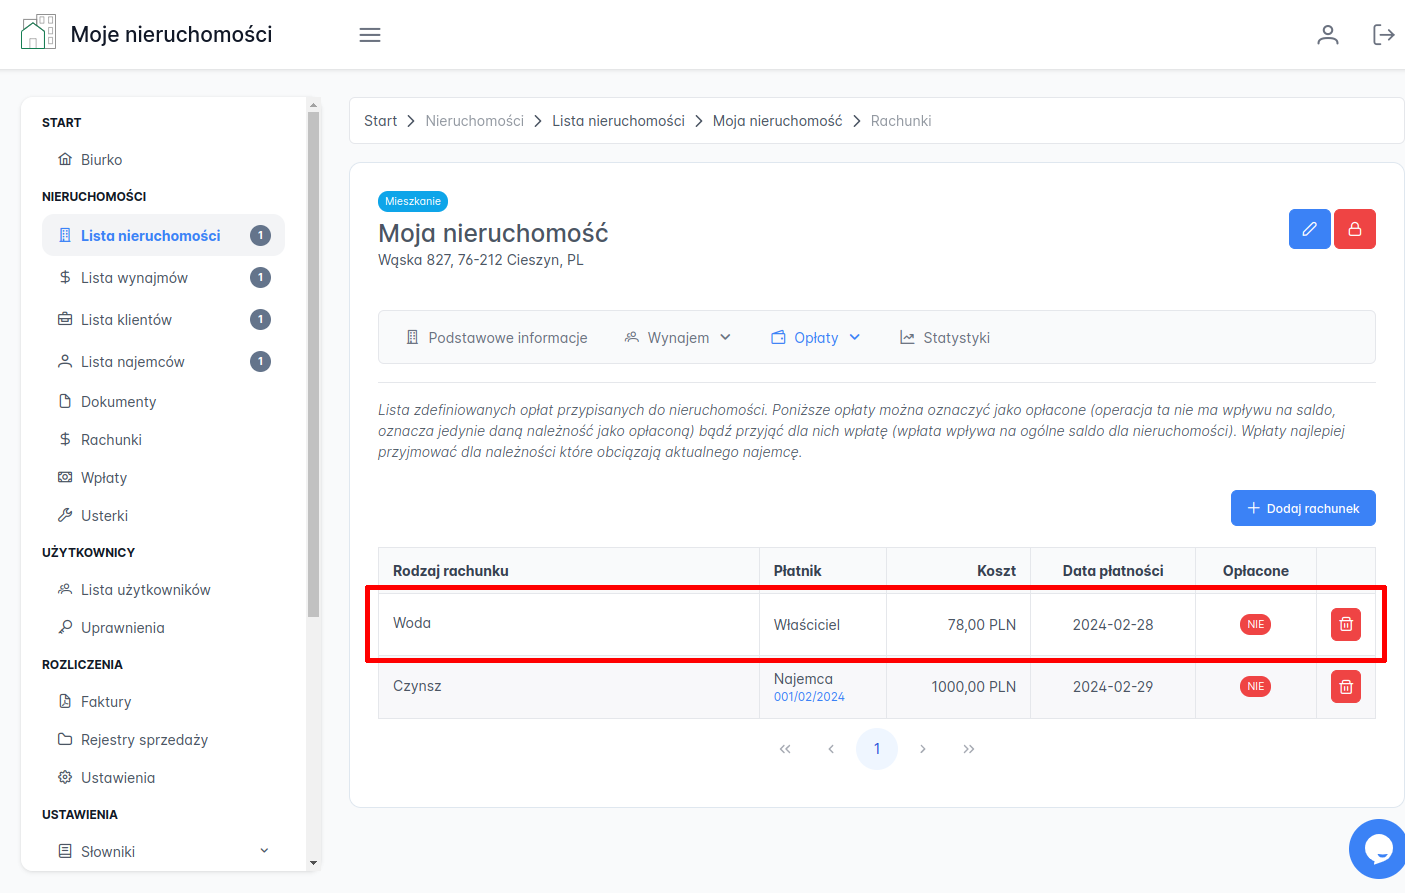 Moje nieruchomości
START
Biurko
NIERUCHOMOŚCI
Lista nieruchomości 1
Lista wynajmów 1
Lista klientów 1
Lista najemców 1
Dokumenty
Rachunki
Wpłaty
Usterki
UŻYTKOWNICY
Lista użytkowników
Uprawnienia
ROZLICZENIA
Faktury
Rejestry sprzedaży
Ustawienia
USTAWIENIA
Słowniki
Start > Nieruchomości > Lista nieruchomości > Moja nieruchomość > Rachunki
Mieszkanie
Moja nieruchomość
Wąska 827, 76-212 Cieszyn, PL
Podstawowe informacje Wynajem Opłaty Statystyki
Lista zdefiniowanych opłat przypisanych do nieruchomości. Poniższe opłaty można oznaczyć jako opłacone (operacja ta nie ma wpływu na saldo,
oznacza jedynie daną należność jako opłaconą) bądź przyjąć dla nich wpłatę (wpłata wpływa na ogólne saldo dla nieruchomości). Wpłaty najlepiej
przyjmować dla należności które obciązają aktualnego najemcę.
+ Dodaj rachunek
Rodzaj rachunku Płatnik Koszt Data płatności Opłacone
Woda Właściciel 78,00 PLN 2024-02-28 NIE
Czynsz Najemca 1000,00 PLN 2024-02-29 NIE
001/02/2024
« ‹ 1 › »